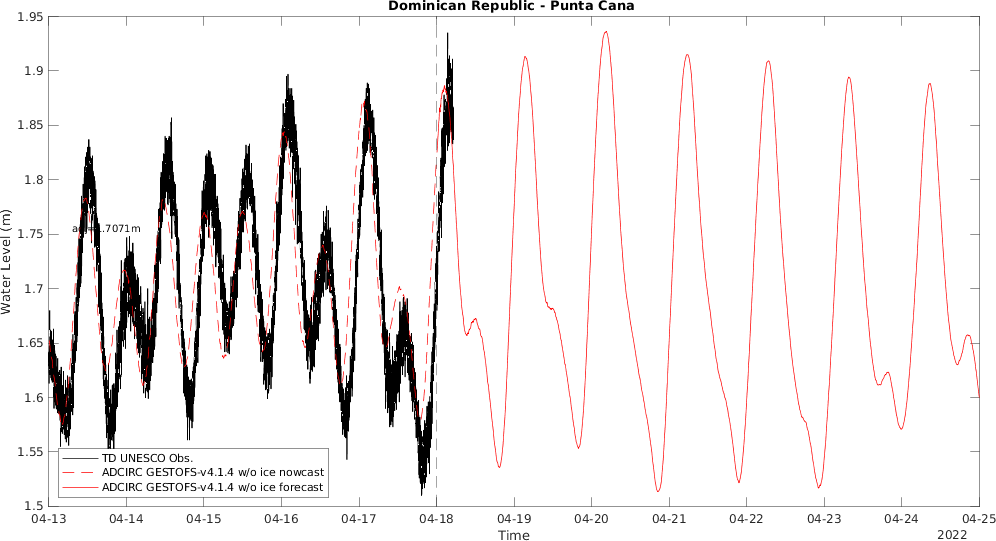 Dominican Republic - Punta Cana
1.95
1.9
1.85
1.8
1.75
1.7
1.65
1.6
1.55
1.5
Water Level (m)
1.7071m
TD UNESCO Obs.
ADCIRC GESTOFS-v4.1.4 w/o ice nowcast
ADCIRC GESTOFS-v4.1.4 w/o ice forecast
04-13 04-14 04-15 04-16 04-17 04-18 04-19 04-20 04-21 04-22 04-23 04-24 04-25
Time
2022